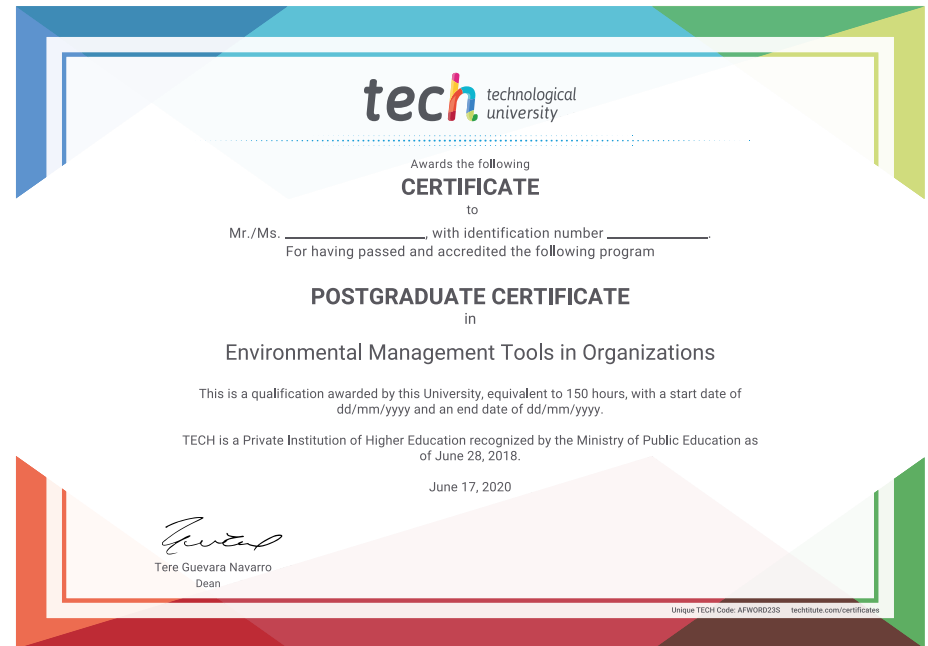 tech technological
university
Awards the following
CERTIFICATE
to
Mr./Ms. ____________, with identification number ____________.
For having passed and accredited the following program
POSTGRADUATE CERTIFICATE
in
Environmental Management Tools in Organizations
This is a qualification awarded by this University, equivalent to 150 hours, with a start date of
dd/mm/yyyy and an end date of dd/mm/yyyy.
TECH is a Private Institution of Higher Education recognized by the Ministry of Public Education as
of June 28, 2018.
June 17, 2020
Tere Guevara Navarro
Dean
Unique TECH Code: AFWORD23S techtitute.com/certificates